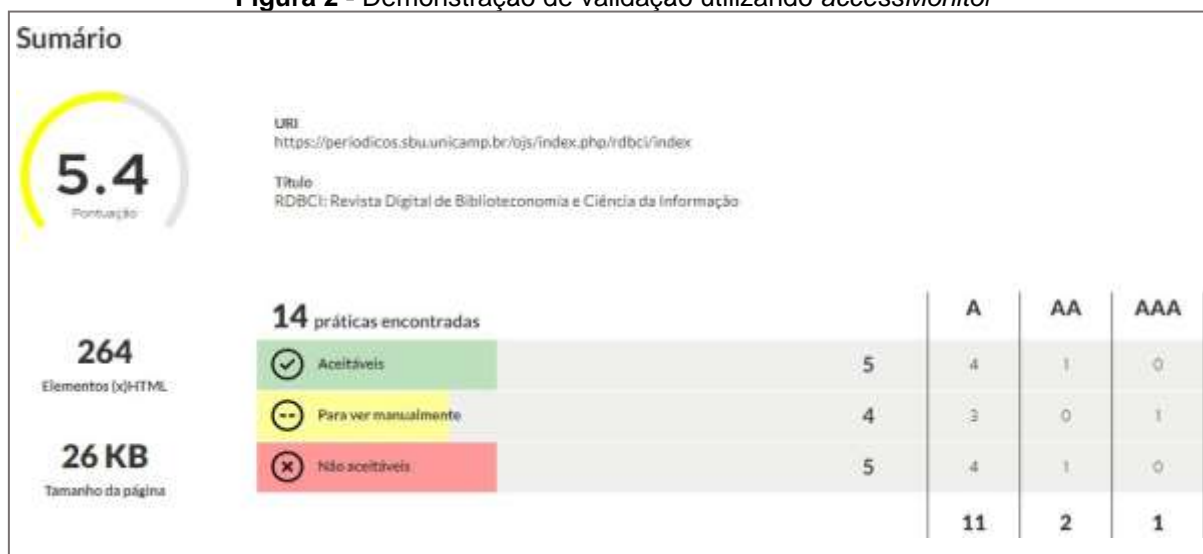 Figura 2 - Demonstração de validação utilizando accessMonitor
Sumário
5.4
Pontuação
URI
https://periodicos.sbu.unicamp.br/ojs/index.php/rdbci/index
Título
RDBCI: Revista Digital de Biblioteconomia e Ciência da Informação
264
Elementos (x)HTML
26 KB
Tamanho da página
14 práticas encontradas A AA AAA
Aceitáveis 5 4 1 0
Para ver manualmente 4 3 0 1
Não aceitáveis 5 4 1 0
11 2 1